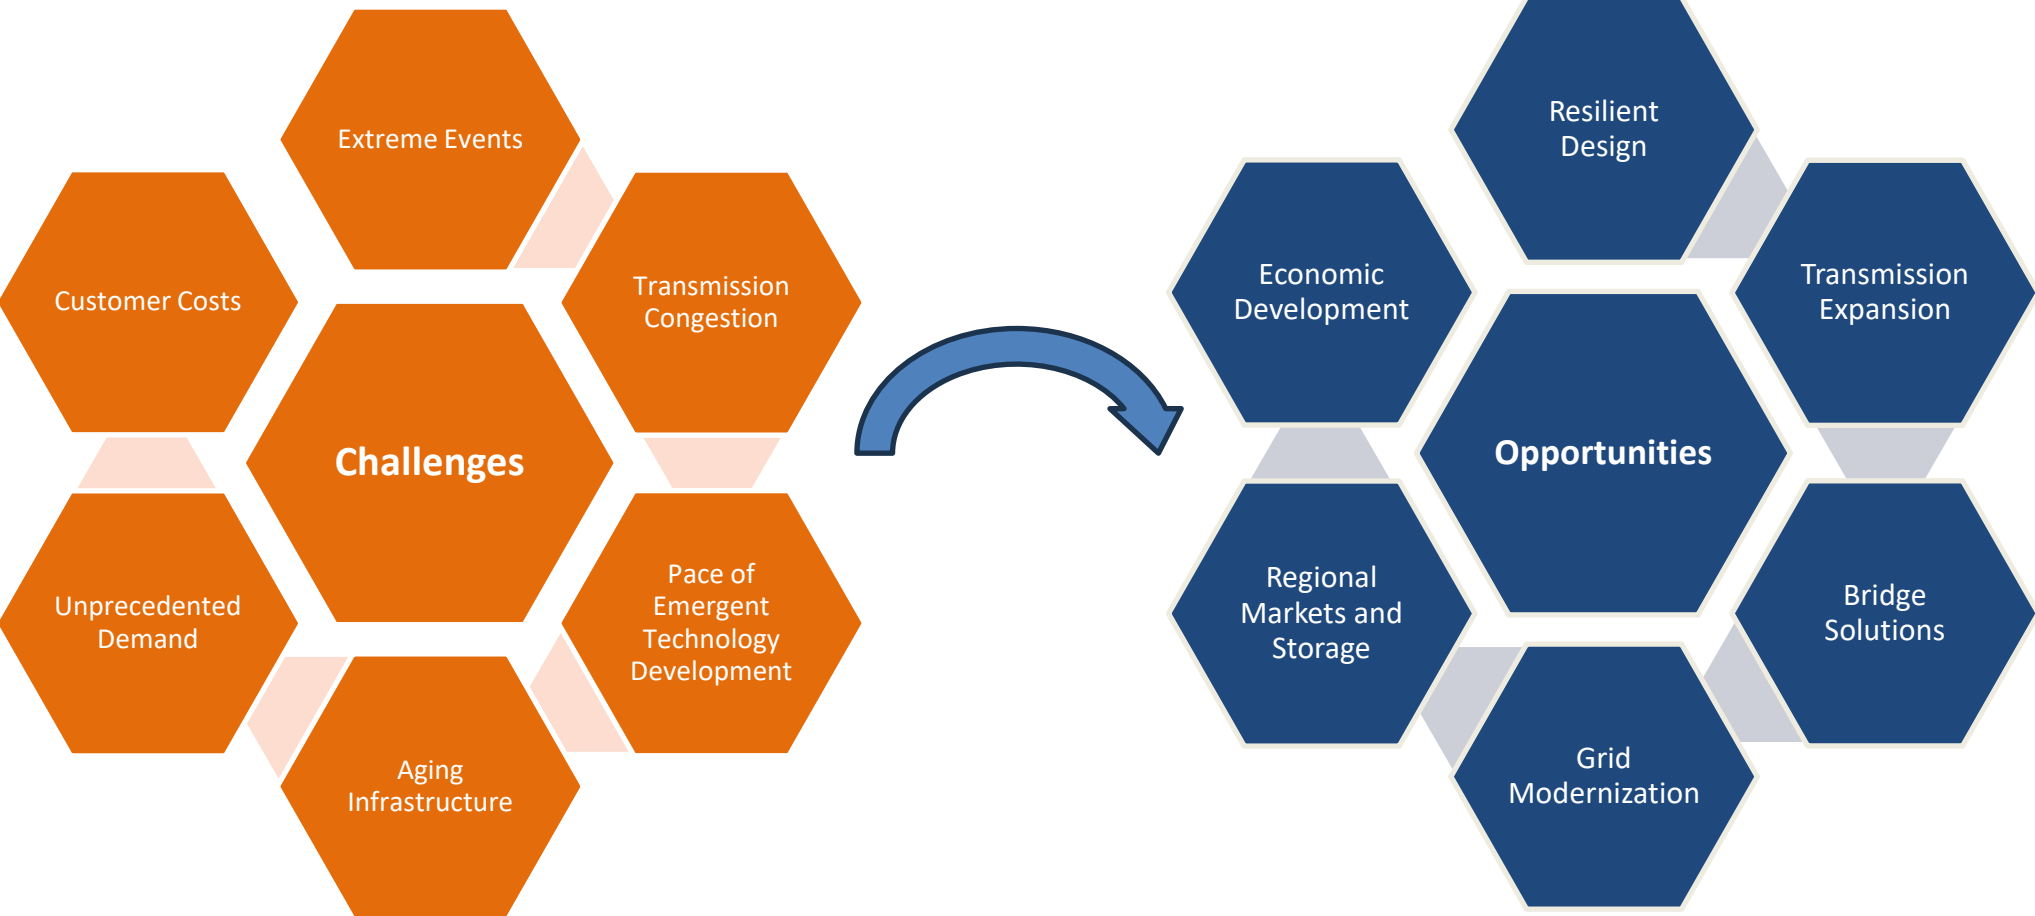 Challenges
Extreme Events
Transmission
Congestion
Pace of
Emergent
Technology
Development
Aging
Infrastructure
Unprecedented
Demand
Customer Costs
Opportunities
Resilient
Design
Transmission
Expansion
Bridge
Solutions
Grid
Modernization
Regional
Markets and
Storage
Economic
Development